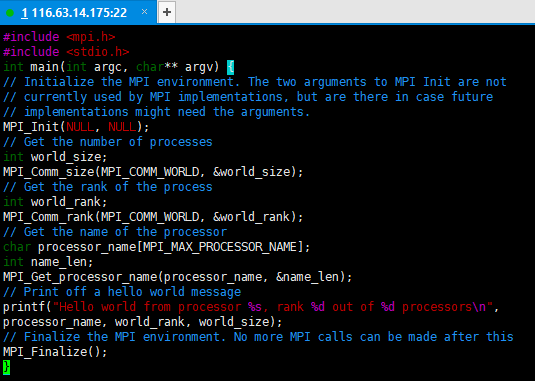 1 116.63.14.175:22 × +
#include <mpi.h>
#include <stdio.h>
int main(int argc, char** argv) {
// Initialize the MPI environment. The two arguments to MPI Init are not
// currently used by MPI implementations, but are there in case future
// implementations might need the arguments.
MPI_Init(NULL, NULL);
// Get the number of processes
int world_size;
MPI_Comm_size(MPI_COMM_WORLD, &world_size);
// Get the rank of the process
int world_rank;
MPI_Comm_rank(MPI_COMM_WORLD, &world_rank);
// Get the name of the processor
char processor_name[MPI_MAX_PROCESSOR_NAME];
int name_len;
MPI_Get_processor_name(processor_name, &name_len);
// Print off a hello world message
printf("Hello world from processor %s, rank %d out of %d processors\n",
processor_name, world_rank, world_size);
// Finalize the MPI environment. No more MPI calls can be made after this
MPI_Finalize();
}